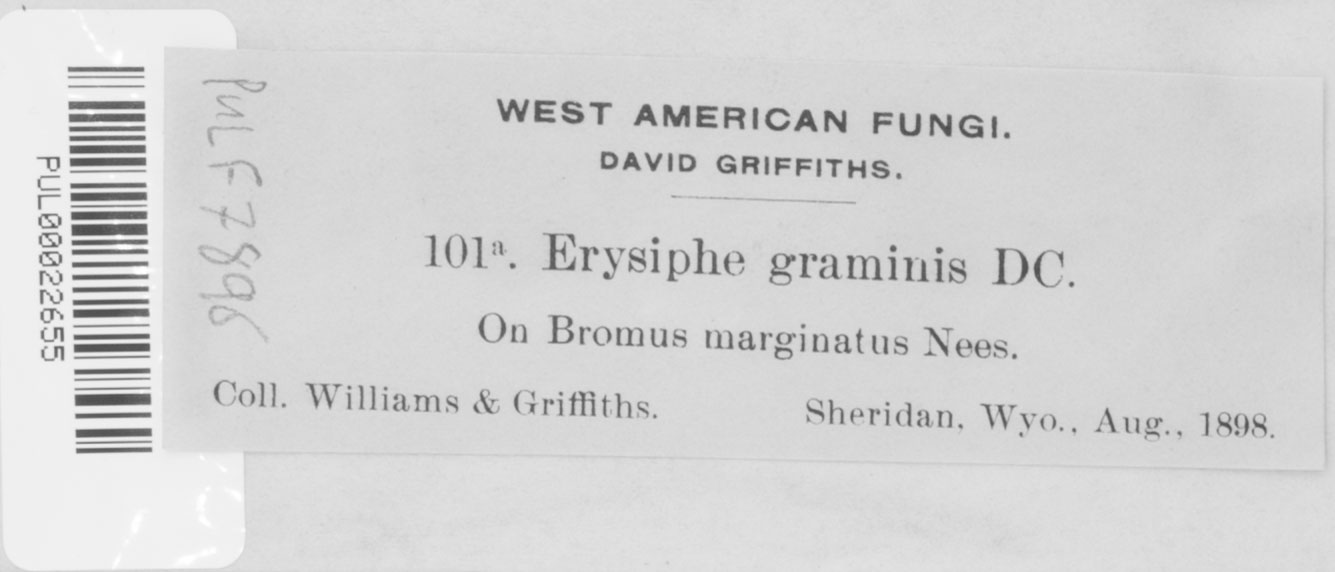 PUL00022655
PUL F7896
WEST AMERICAN FUNGI.
DAVID GRIFFITHS.
101ª. Erysiphe graminis DC.
On Bromus marginatus Nees.
Coll. Williams & Griffiths. Sheridan, Wyo., Aug., 1898.